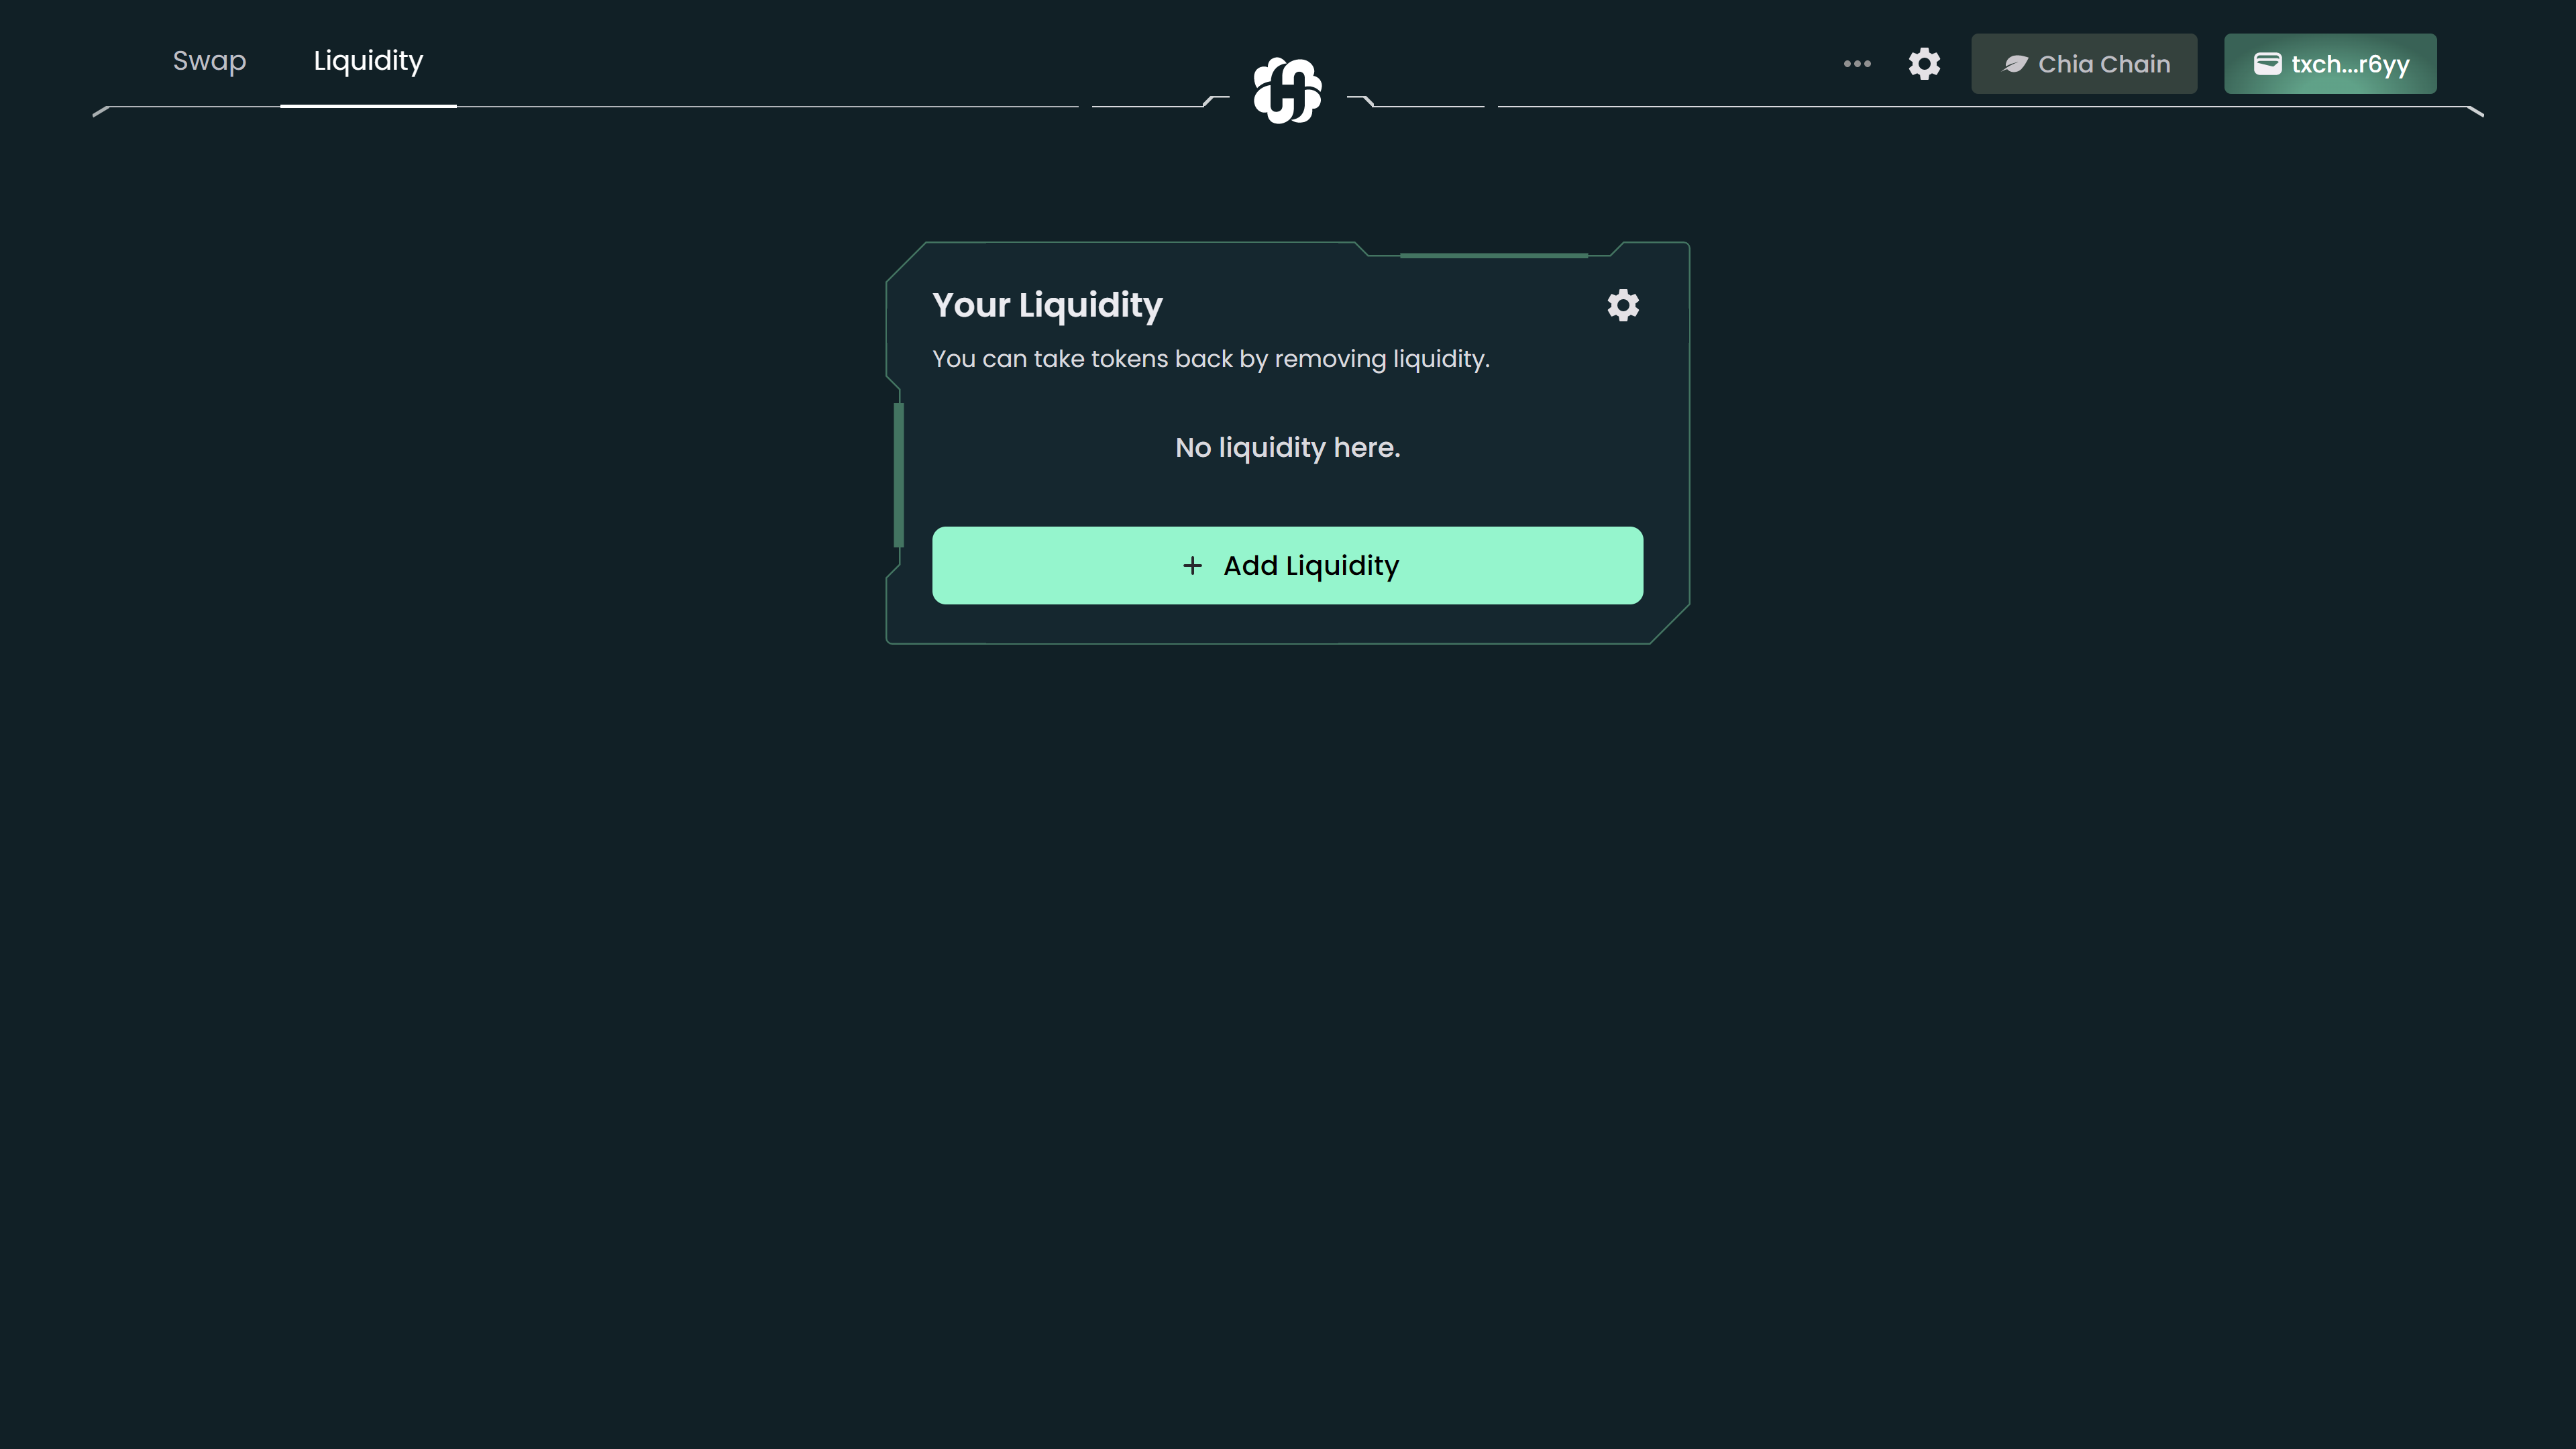 Swap
Liquidity
Chia Chain
txch...r6yy
Your Liquidity
You can take tokens back by removing liquidity.
No liquidity here.
+ Add Liquidity